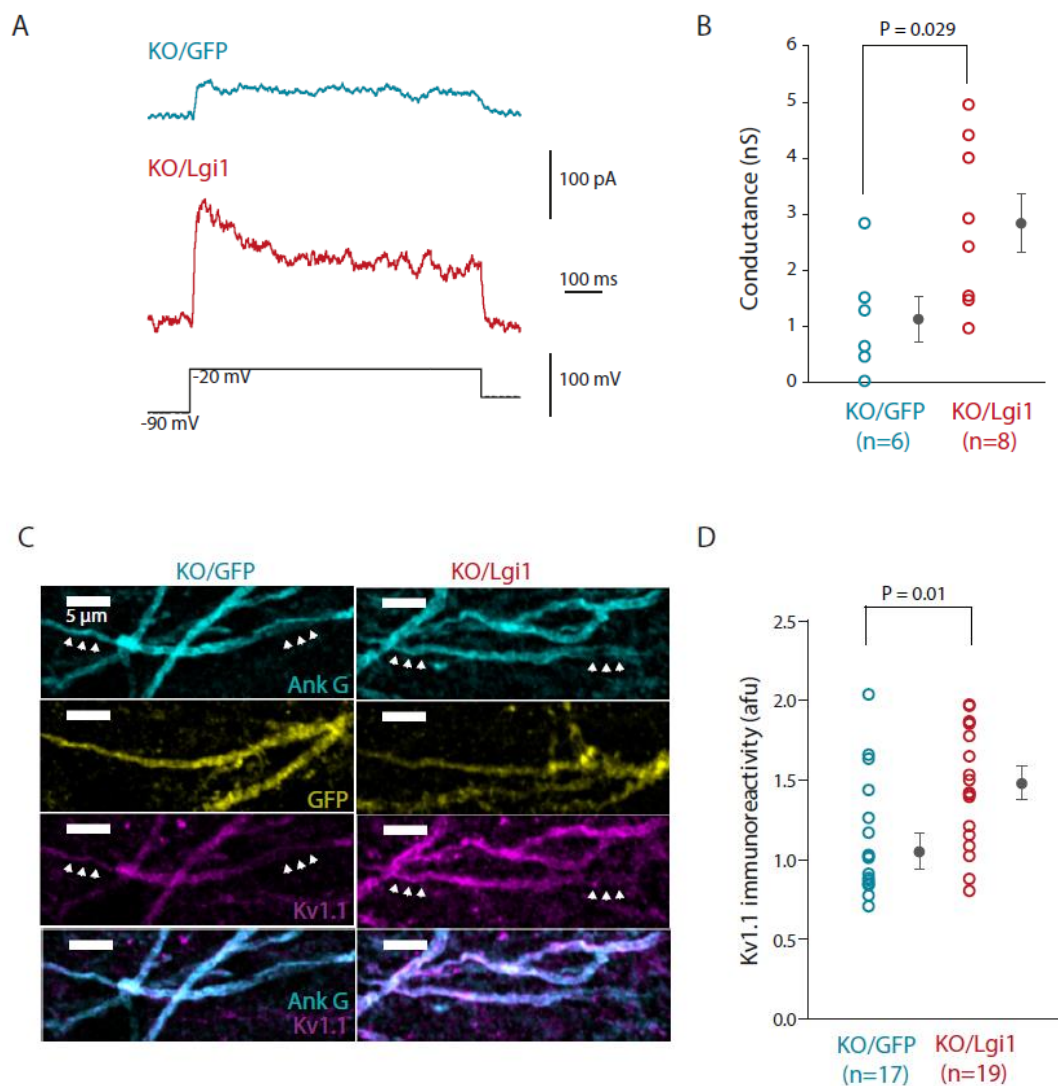 A
KO/GFP
KO/Lgi1
100 pA
100 ms
-20 mV
-90 mV
100 mV
B
P = 0.029
6
5
4
3
2
1
0
Conductance (nS)
KO/GFP
(n=6)
KO/Lgi1
(n=8)
C
KO/GFP
KO/Lgi1
5 µm
Ank G
GFP
Kv1.1
Ank G
Kv1.1
D
P = 0.01
2.5
2.0
1.5
1.0
0.5
0.0
Kv1.1 immunoreactivity (afu)
KO/GFP
(n=17)
KO/Lgi1
(n=19)